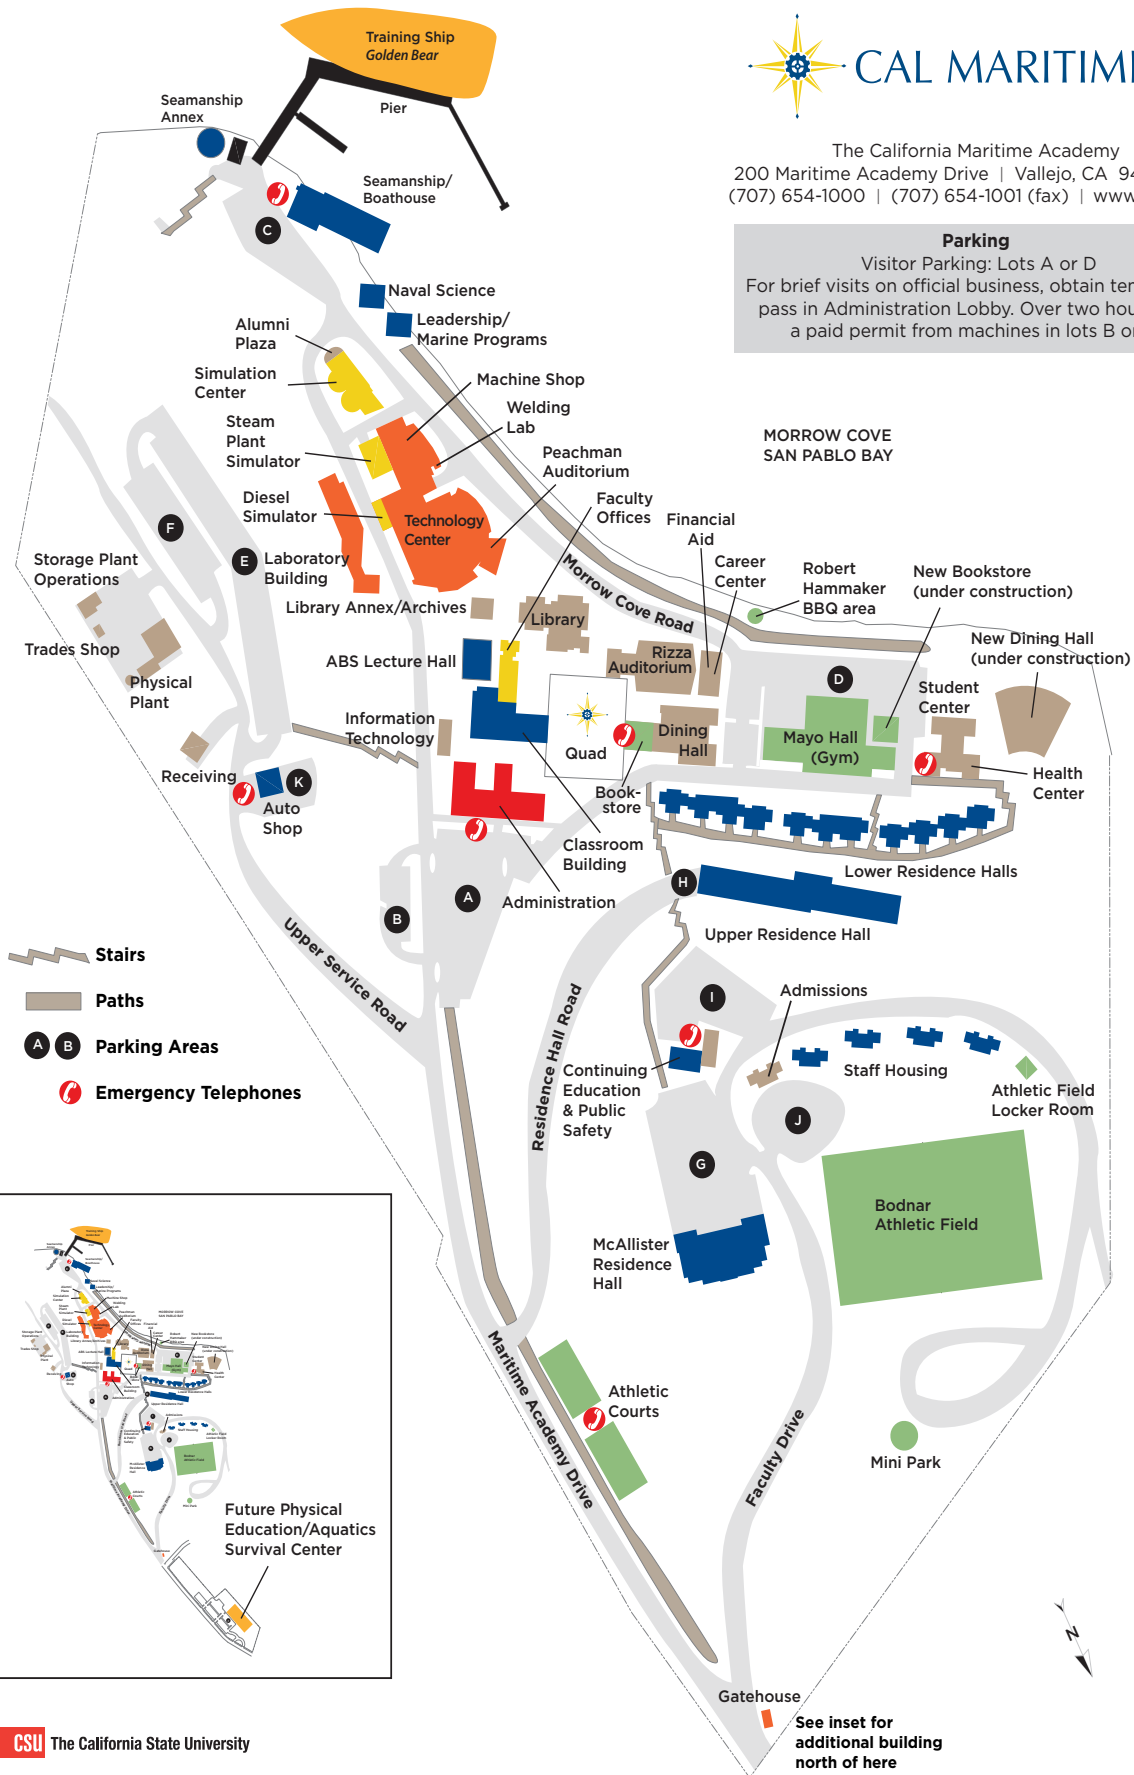 Training Ship
Golden Bear
Pier
Seamanship
Annex
Seamanship/
Boathouse
C
CAL MARITIM
The California Maritime Academy
200 Maritime Academy Drive | Vallejo, CA 9
(707) 654-1000 | (707) 654-1001 (fax) | www
Parking
Visitor Parking: Lots A or D
For brief visits on official business, obtain
pass in Administration Lobby. Over two
a paid permit from machines in lots B
Naval Science
Leadership/
Marine Programs
Alumni
Plaza
Simulation
Center
Machine Shop
Steam
Plant
Simulator
Welding
Lab
MORROW COVE
SAN PABLO BAY
Peachman
Auditorium
Diesel
Simulator
Technology
Center
Faculty
Offices
Financial
Aid
F
E
Laboratory
Building
Career
Center
Robert
Hammaker
BBQ area
New Bookstore
(under construction)
Storage Plant
Operations
Morrow Cove Road
Library Annex/Archives
Library
Trades Shop
ABS Lecture Hall
Rizza
Auditorium
D
New Dining Hall
(under construction)
Physical
Plant
Student
Center
Information
Technology
Quad
Dining
Hall
Mayo Hall
(Gym)
Receiving
K
Auto
Shop
Book-
store
Health
Center
Classroom
Building
Lower Residence Halls
A
B
Administration
H
Upper Residence Hall
Upper Service Road
Stairs
Paths
A B Parking Areas
Emergency Telephones
Residence Hall Road
I
Admissions
Continuing
Education
& Public
Safety
Staff Housing
Athletic Field
Locker Room
J
G
Bodnar
Athletic Field
McAllister
Residence
Hall
Maritime Academy Drive
Athletic
Courts
Faculty Drive
Mini Park
Future Physical
Education/Aquatics
Survival Center
N
Gatehouse
See inset for
additional building
north of here
CSU The California State University